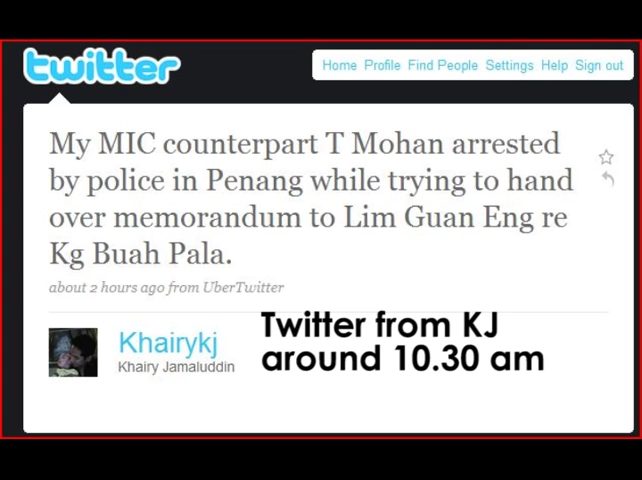 twitter
Home Profile Find People Settings Help Sign out
My MIC counterpart T Mohan arrested
by police in Penang while trying to hand
over memorandum to Lim Guan Eng re
Kg Buah Pala.
about 2 hours ago from UberTwitter
Khairykj
Khairy Jamaluddin
Twitter from KJ
around 10.30 am